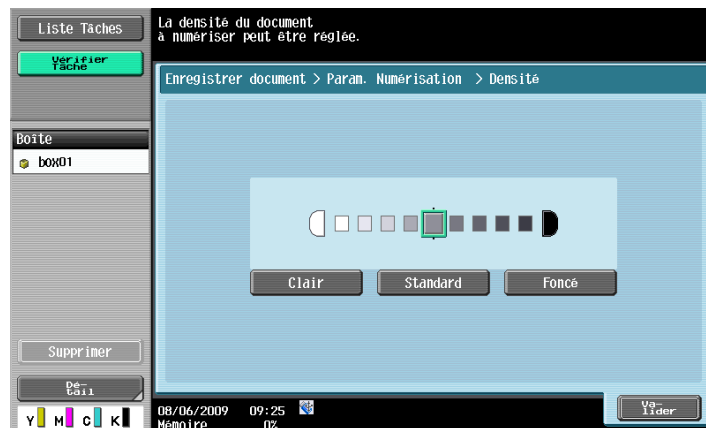 Liste Tâches
La densité du document
à numériser peut être réglée.
Vérifier
Tâche
Enregistrer document > Param. Numérisation > Densité
Boîte
box01
Clair
Standard
Foncé
Supprimer
Dé-
tail
Va-
lider
Y M C K
08/06/2009 09:25
Mémoire 0%